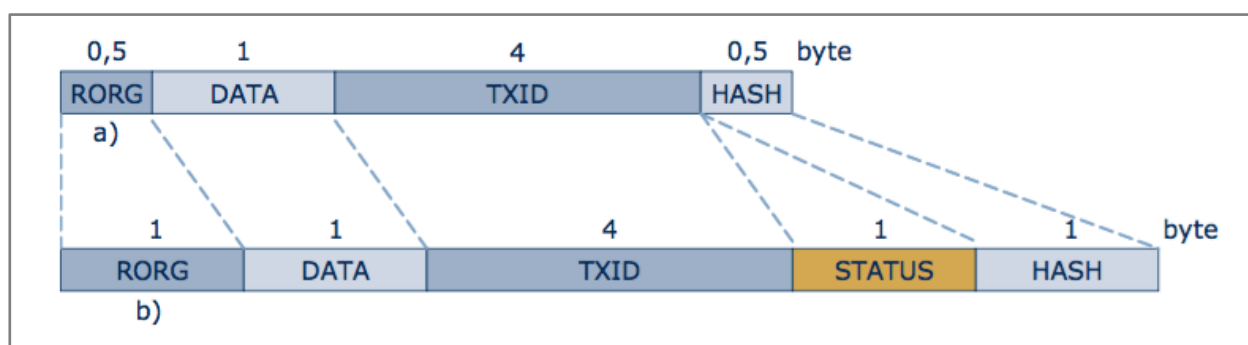 0,5 1 4 0,5 byte
RORG DATA TXID HASH
a)
1 1 4 1 1 byte
RORG DATA TXID STATUS HASH
b)